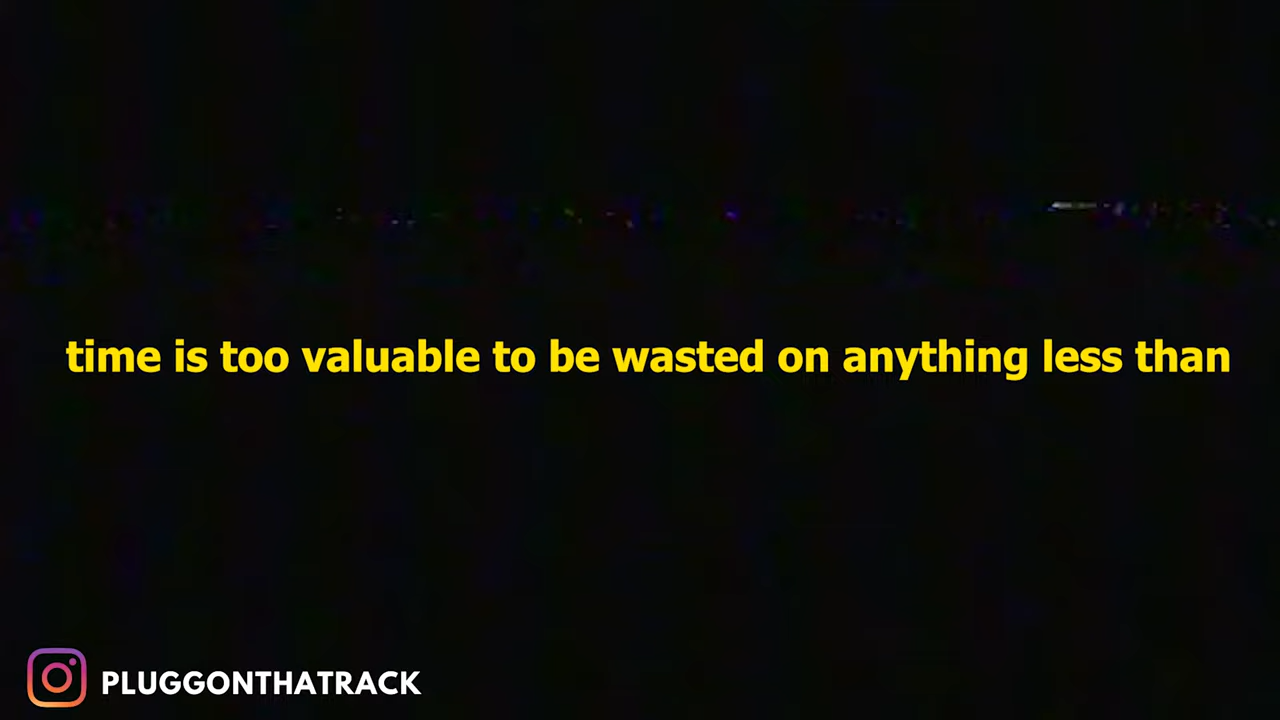 time is too valuable to be wasted on anything less than
PLUGGONTHATRACK